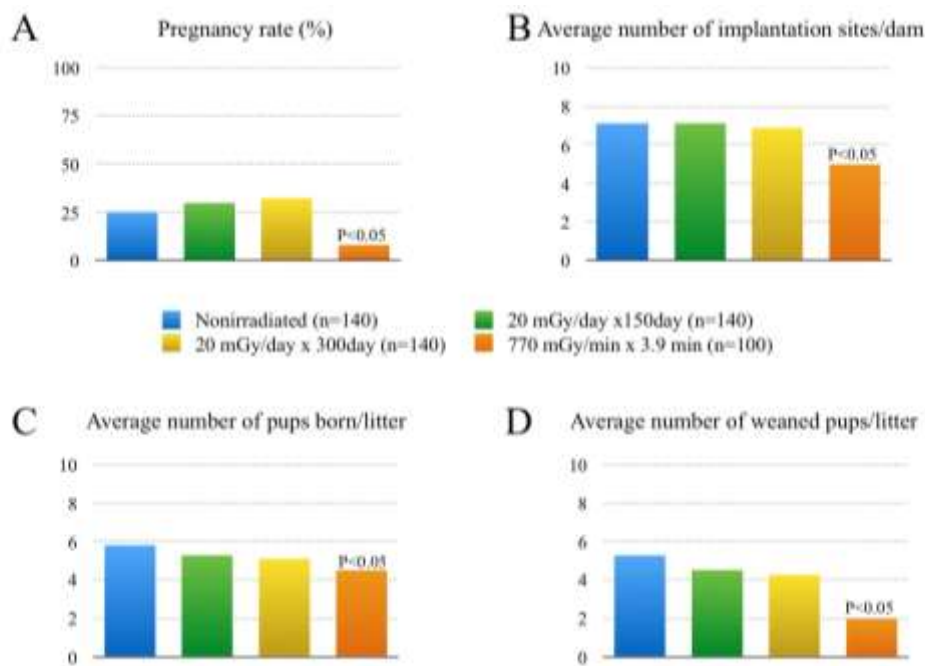 A
Pregnancy rate (%)
100
75
50
25
0
P<0.05
B
Average number of implantation sites/dam
10
8
6
4
2
0
P<0.05
Nonirradiated (n=140)
20 mGy/day x150day (n=140)
20 mGy/day x 300day (n=140)
770 mGy/min x 3.9 min (n=100)
C
Average number of pups born/litter
10
8
6
4
2
0
P<0.05
D
Average number of weaned pups/litter
10
8
6
4
2
0
P<0.05